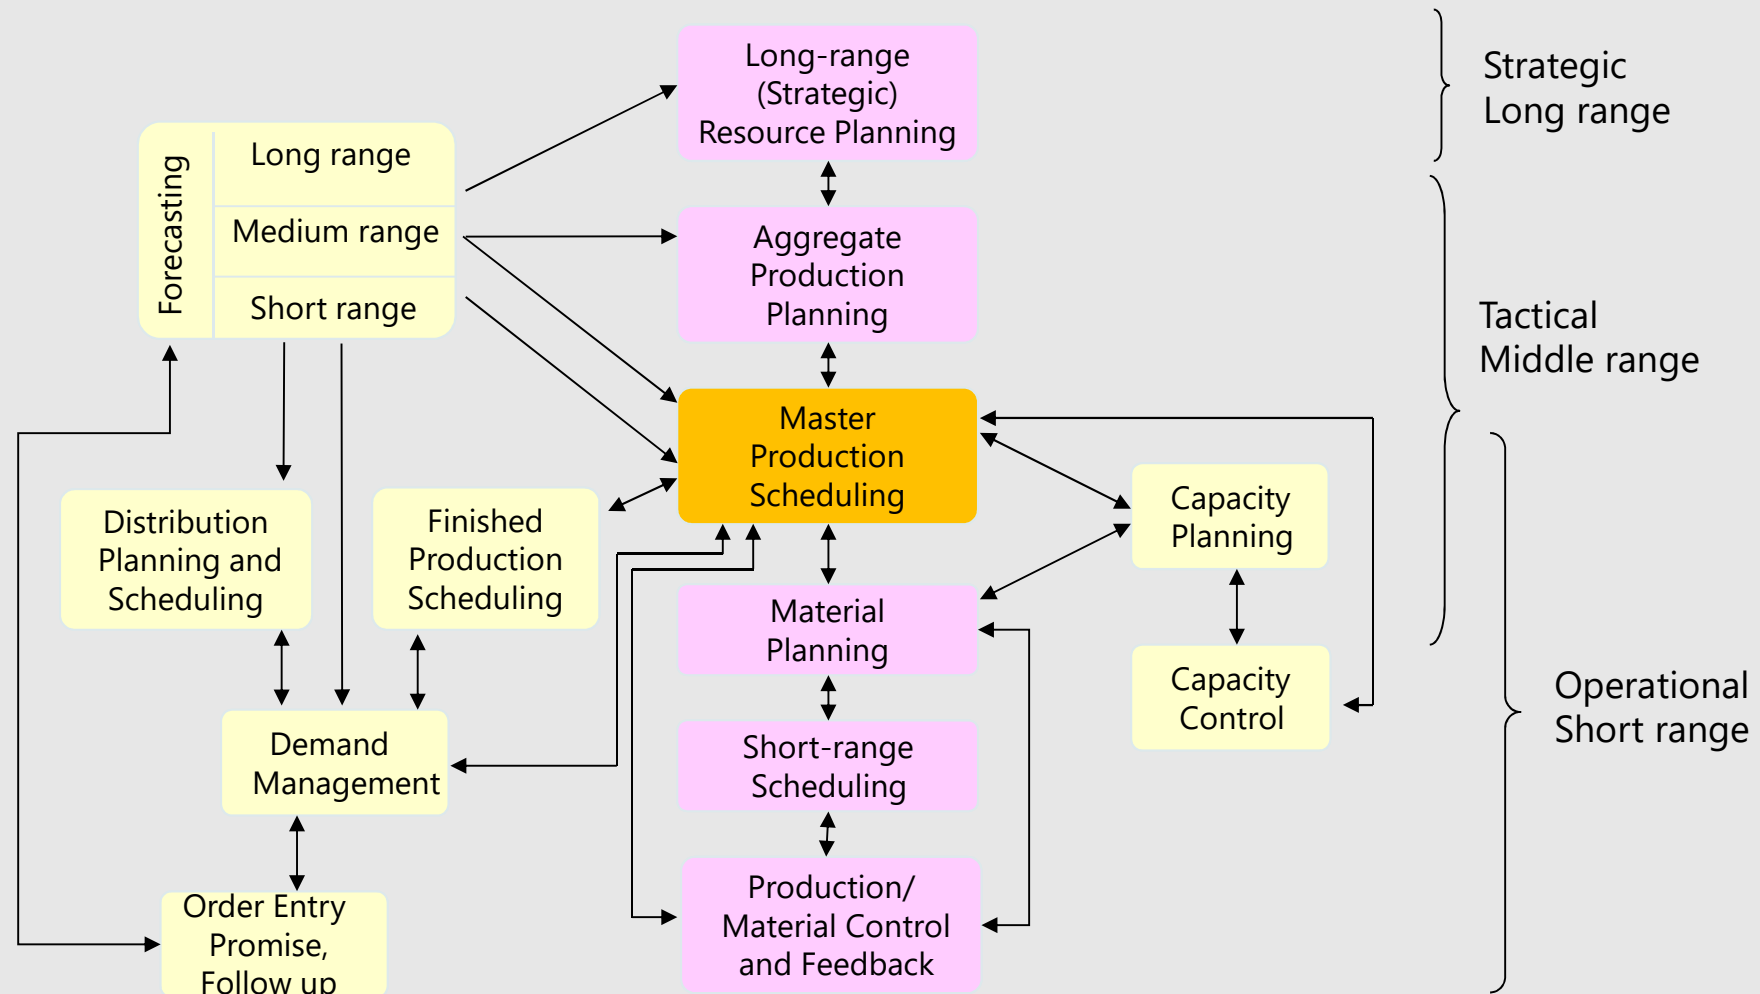 Long-range
(Strategic)
Resource Planning
Strategic
Long range
Forecasting
Long range
Medium range
Short range
Aggregate
Production
Planning
Tactical
Middle range
Master
Production
Scheduling
Distribution
Planning and
Scheduling
Finished
Production
Scheduling
Capacity
Planning
Material
Planning
Capacity
Control
Operational
Short range
Demand
Management
Short-range
Scheduling
Order Entry
Promise,
Follow up
Production/
Material Control
and Feedback